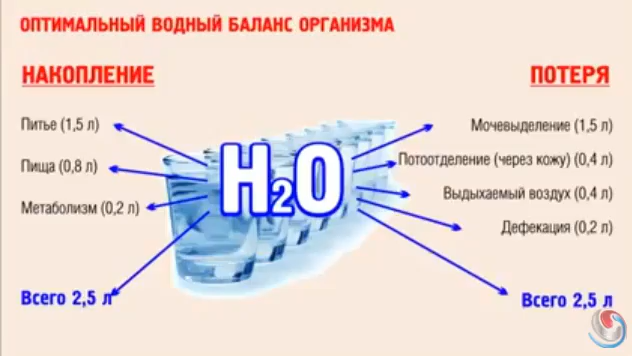 ОПТИМАЛЬНЫЙ ВОДНЫЙ БАЛАНС ОРГАНИЗМА
НАКОПЛЕНИЕ
Питье (1,5 л)
Пища (0,8 л)
Метаболизм (0,2 л)
Всего 2,5 л
H2O
ПОТЕРЯ
Мочевыделение (1,5 л)
Потоотделение (через кожу) (0,4 л)
Выдыхаемый воздух (0,4 л)
Дефекация (0,2 л)
Всего 2,5 л